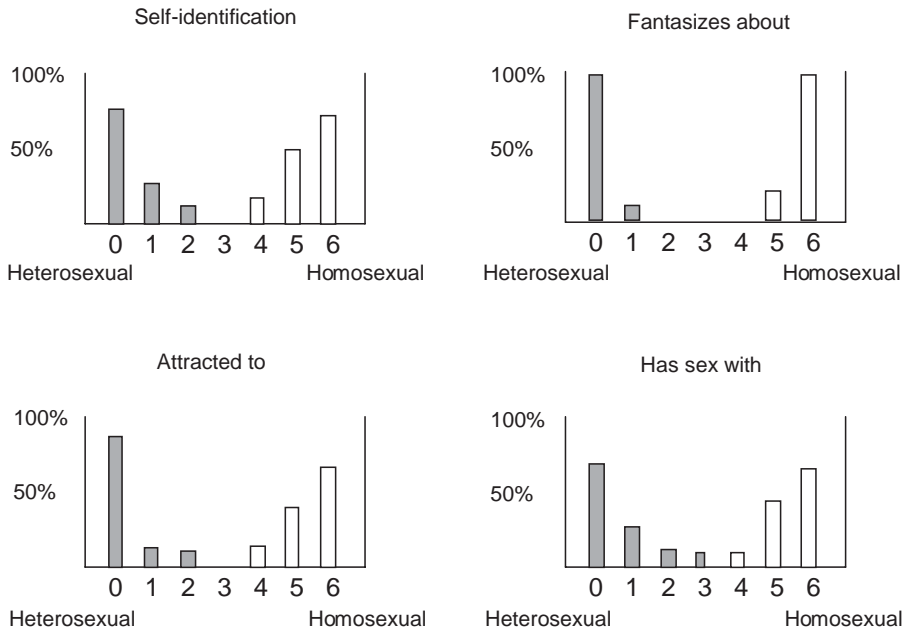 Self-identification
100%
50%
0 1 2 3 4 5 6
Heterosexual Homosexual
Fantasizes about
100%
50%
0 1 2 3 4 5 6
Heterosexual Homosexual
Attracted to
100%
50%
0 1 2 3 4 5 6
Heterosexual Homosexual
Has sex with
100%
50%
0 1 2 3 4 5 6
Heterosexual Homosexual